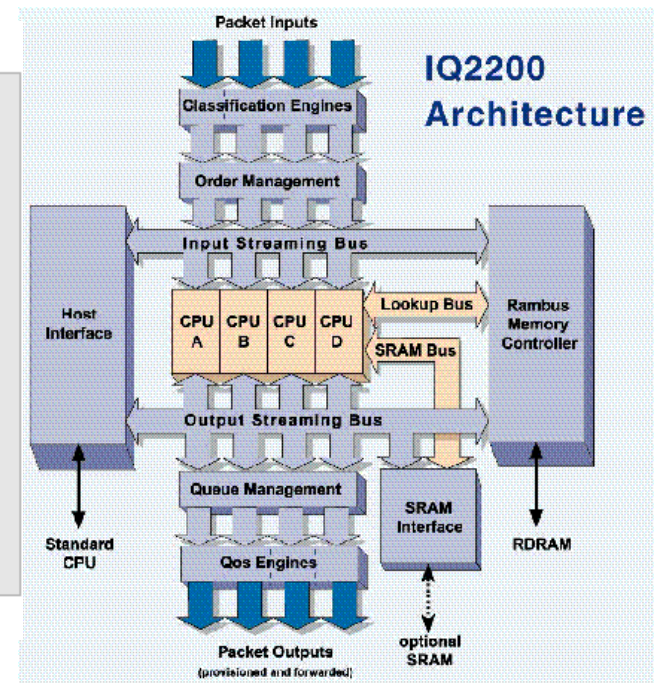 Packet Inputs
IQ2200
Architecture
Classification Engines
Order Management
Input Streaming Bus
Host
Interface
CPU
A
CPU
B
CPU
C
CPU
D
Lookup Bus
SRAM Bus
Rambus
Memory
Controller
Output Streaming Bus
Queue Management
SRAM
Interface
Standard
CPU
Qos Engines
RDRAM
optional
SRAM
Packet Outputs
(provisioned and forwarded)